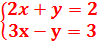 2x + y = 2
3x − y = 3